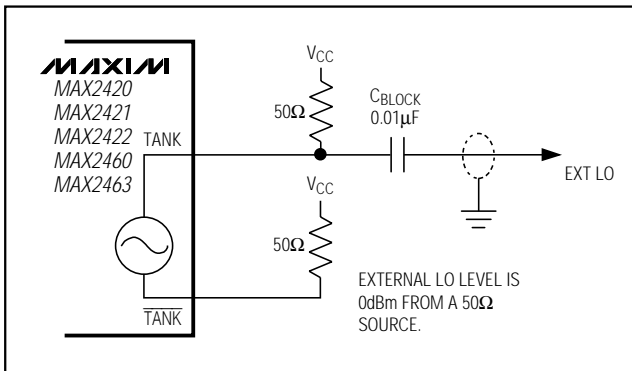 MAXIM
MAX2420
MAX2421
MAX2422
MAX2460
MAX2463
TANK
TANK
VCC
50Ω
VCC
50Ω
CBLOCK
0.01µF
EXT LO
EXTERNAL LO LEVEL IS
0dBm FROM A 50Ω
SOURCE.